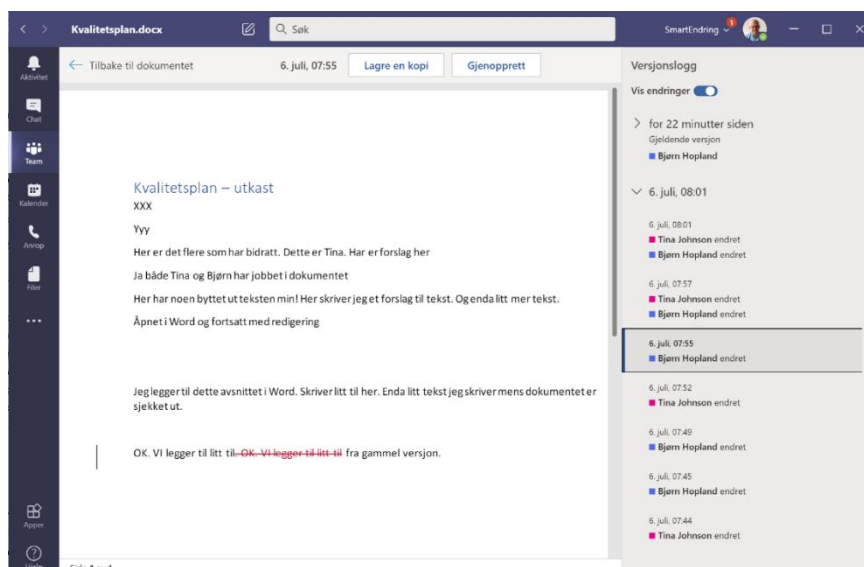 Kvalitetsplan.docx
Søk
SmartEndring
1
Aktivitet
Chat
Team
Kalender
Anrop
Filer
Apper
Tilbake til dokumentet
6. juli, 07:55
Lagre en kopi
Gjenopprett
Kvalitetsplan – utkast
XXX
Yyy
Her er det flere som har bidratt. Dette er Tina. Har er forslag her
Ja både Tina og Bjørn har jobbet i dokumentet
Her har noen byttet ut teksten min! Her skriver jeg et forslag til tekst. Og enda litt mer tekst.
Åpnet i Word og fortsatt med redigering
Jeg legger til dette avsnittet i Word. Skriver litt til her. Enda litt tekst jeg skriver mens dokumentet er
sjekket ut.
OK. VI legger til litt til. OK. VI legger til litt til fra gammel versjon.
Versjonslogg
Vis endringer
for 22 minutter siden
Gjeldende versjon
Bjørn Hopland
6. juli, 08:01
6. juli, 08:01
Tina Johnson endret
Bjørn Hopland endret
6. juli, 07:57
Tina Johnson endret
Bjørn Hopland endret
6. juli, 07:55
Bjørn Hopland endret
6. juli, 07:52
Tina Johnson endret
6. juli, 07:49
Bjørn Hopland endret
6. juli, 07:45
Bjørn Hopland endret
6. juli, 07:44
Tina Johnson endret